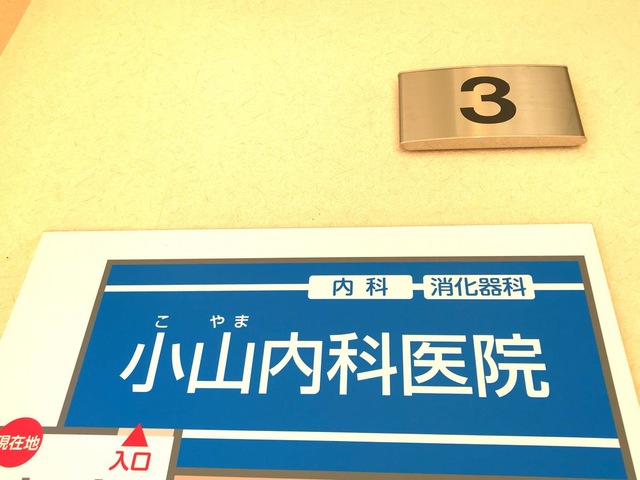 3
内科 消化器科
こ やま
小山内科医院
現在地
入口